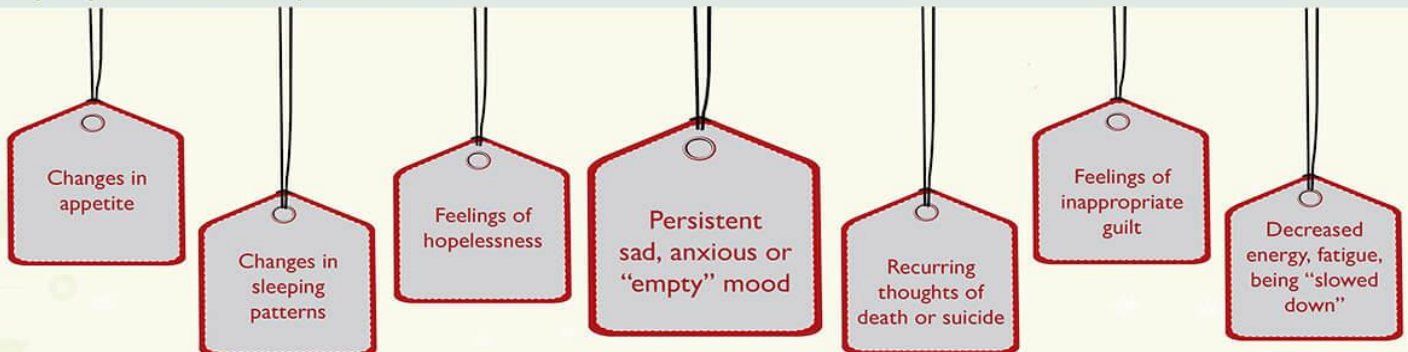 Changes in
appetite
Changes in
sleeping
patterns
Feelings of
hopelessness
Persistent
sad, anxious or
“empty” mood
Recurring
thoughts of
death or suicide
Feelings of
inappropriate
guilt
Decreased
energy, fatigue,
being “slowed
down”